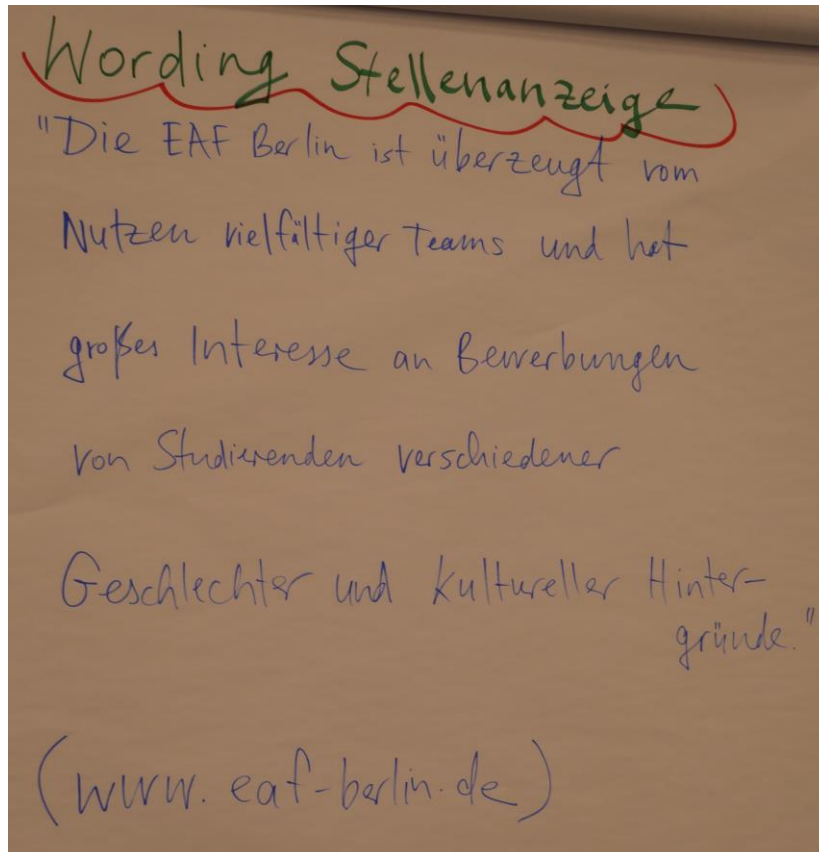 Wording Stellenanzeige
"Die EAF Berlin ist überzeugt vom
Nutzen vielfältiger Teams und hat
großes Interesse an Bewerbungen
von Studierenden verschiedener
Geschlechter und kultureller Hinter-
gründe."
(www.eaf-berlin.de)